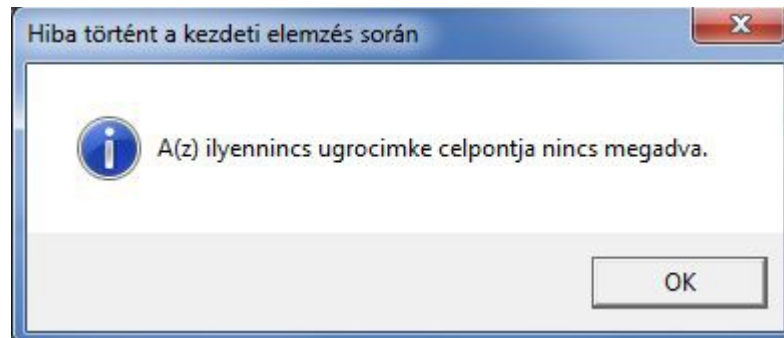 Hiba történt a kezdeti elemzés során
A(z) ilyennincs ugrocimke celpontja nincs megadva.
OK